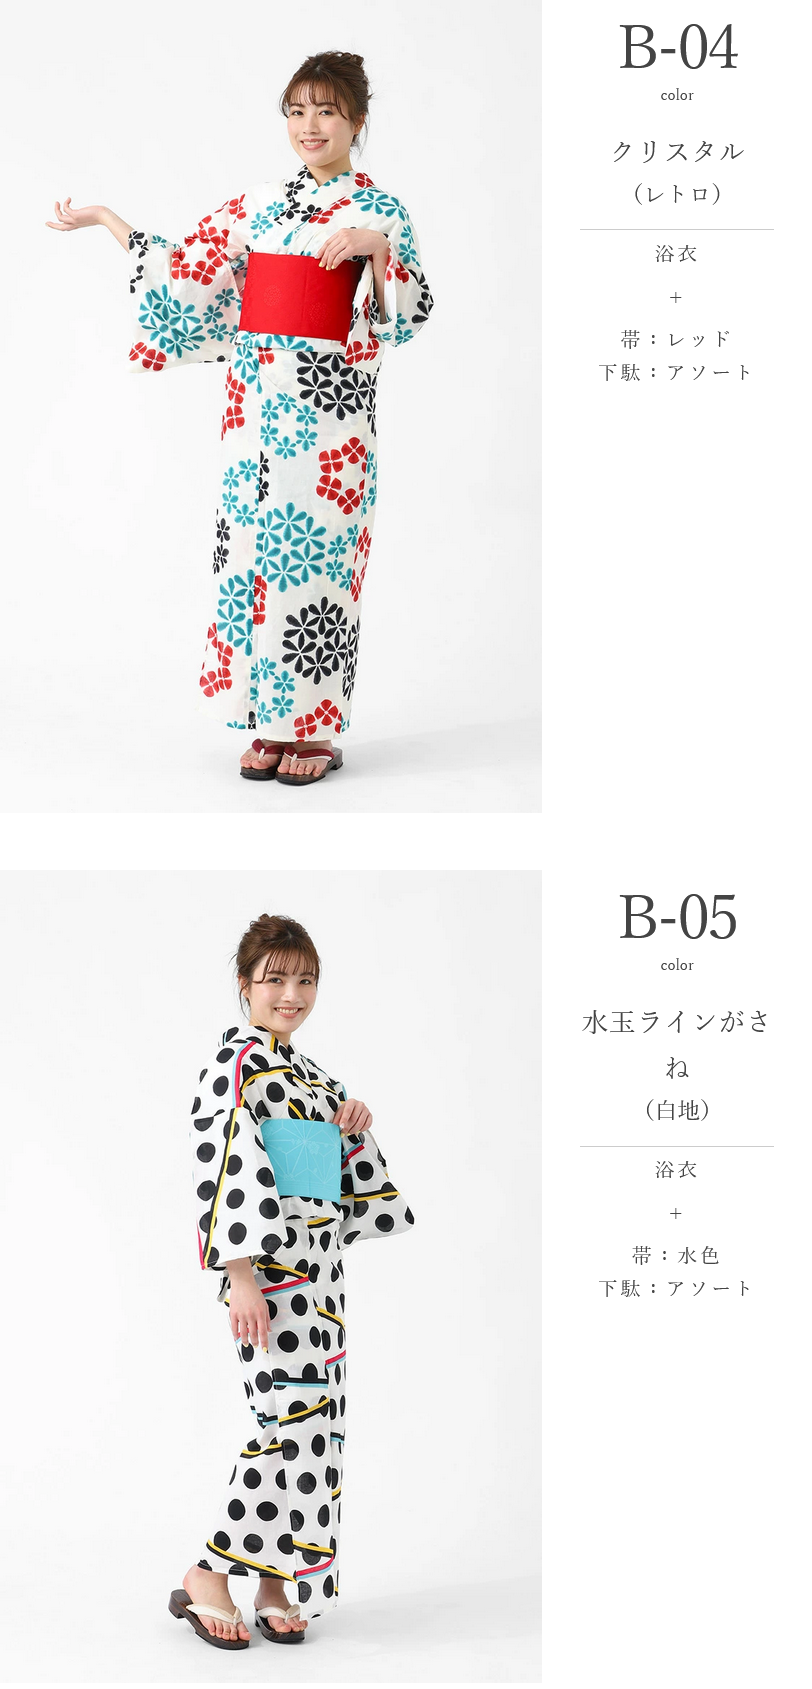 B-04
color
クリスタル
（レトロ）
浴衣
+
帯：レッド
下駄：アソート
B-05
color
水玉ラインがさ
ね
（白地）
浴衣
+
帯：水色
下駄：アソート